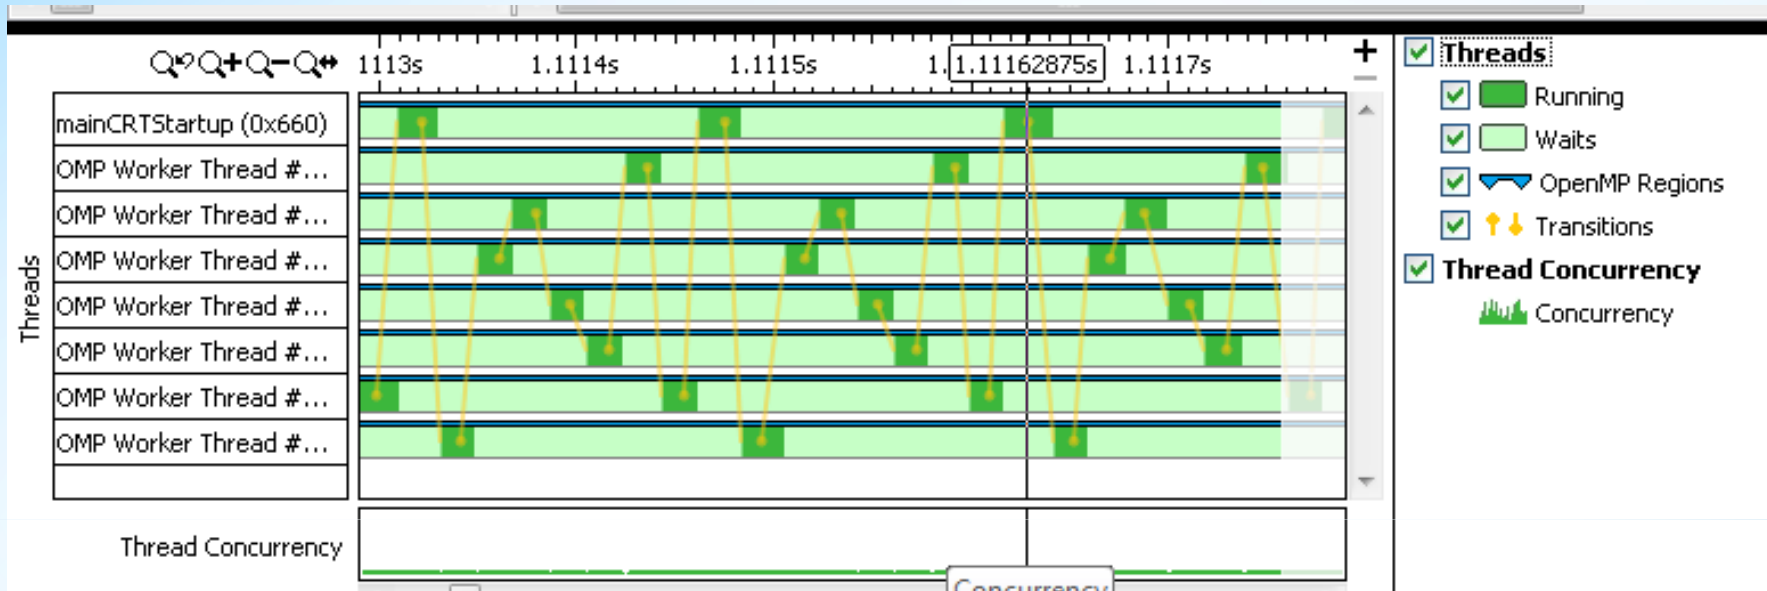 1113s 1.1114s 1.1115s 1. 1.11162875s 1.1117s
mainCRTStartup (0x660)
OMP Worker Thread #...
OMP Worker Thread #...
OMP Worker Thread #...
OMP Worker Thread #...
OMP Worker Thread #...
OMP Worker Thread #...
OMP Worker Thread #...
Threads
Thread Concurrency
Concurrency
Threads
Running
Waits
OpenMP Regions
Transitions
Thread Concurrency
Concurrency